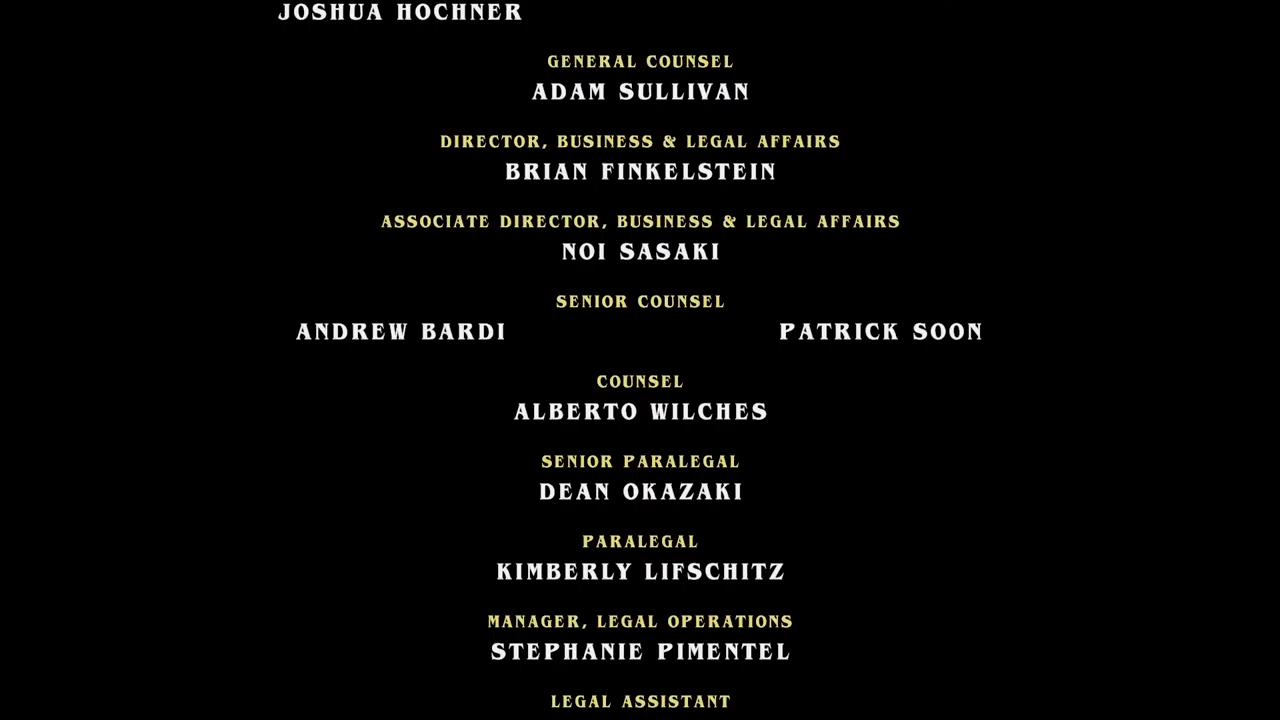 JOSHUA HOCHNER
GENERAL COUNSEL
ADAM SULLIVAN
DIRECTOR, BUSINESS & LEGAL AFFAIRS
BRIAN FINKELSTEIN
ASSOCIATE DIRECTOR, BUSINESS & LEGAL AFFAIRS
NOI SASAKI
SENIOR COUNSEL
ANDREW BARDI PATRICK SOON
COUNSEL
ALBERTO WILCHES
SENIOR PARALEGAL
DEAN OKAZAKI
PARALEGAL
KIMBERLY LIFSCHITZ
MANAGER, LEGAL OPERATIONS
STEPHANIE PIMENTEL
LEGAL ASSISTANT